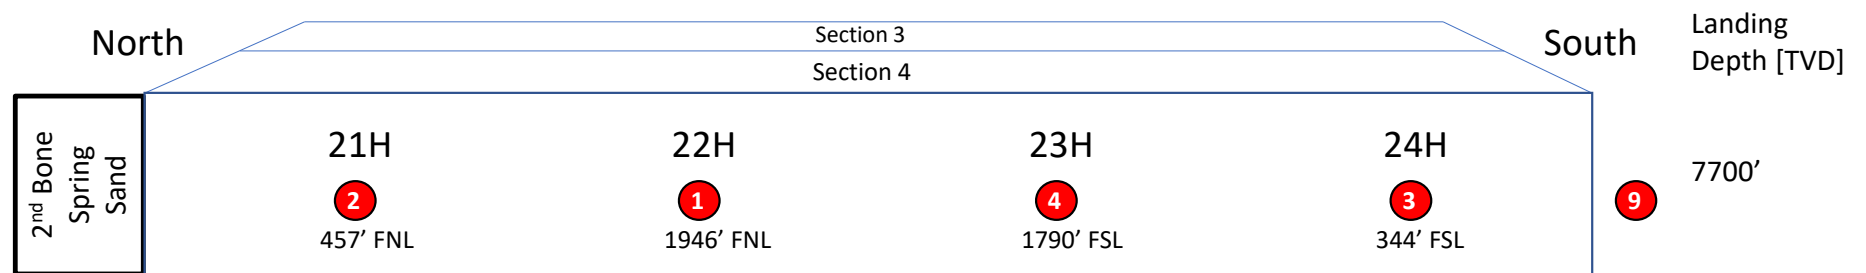 North
Section 3
Section 4
South
Landing
Depth [TVD]
2nd Bone
Spring
Sand
21H
22H
23H
24H
2
1
4
3
9
7700’
457’ FNL
1946’ FNL
1790’ FSL
344’ FSL